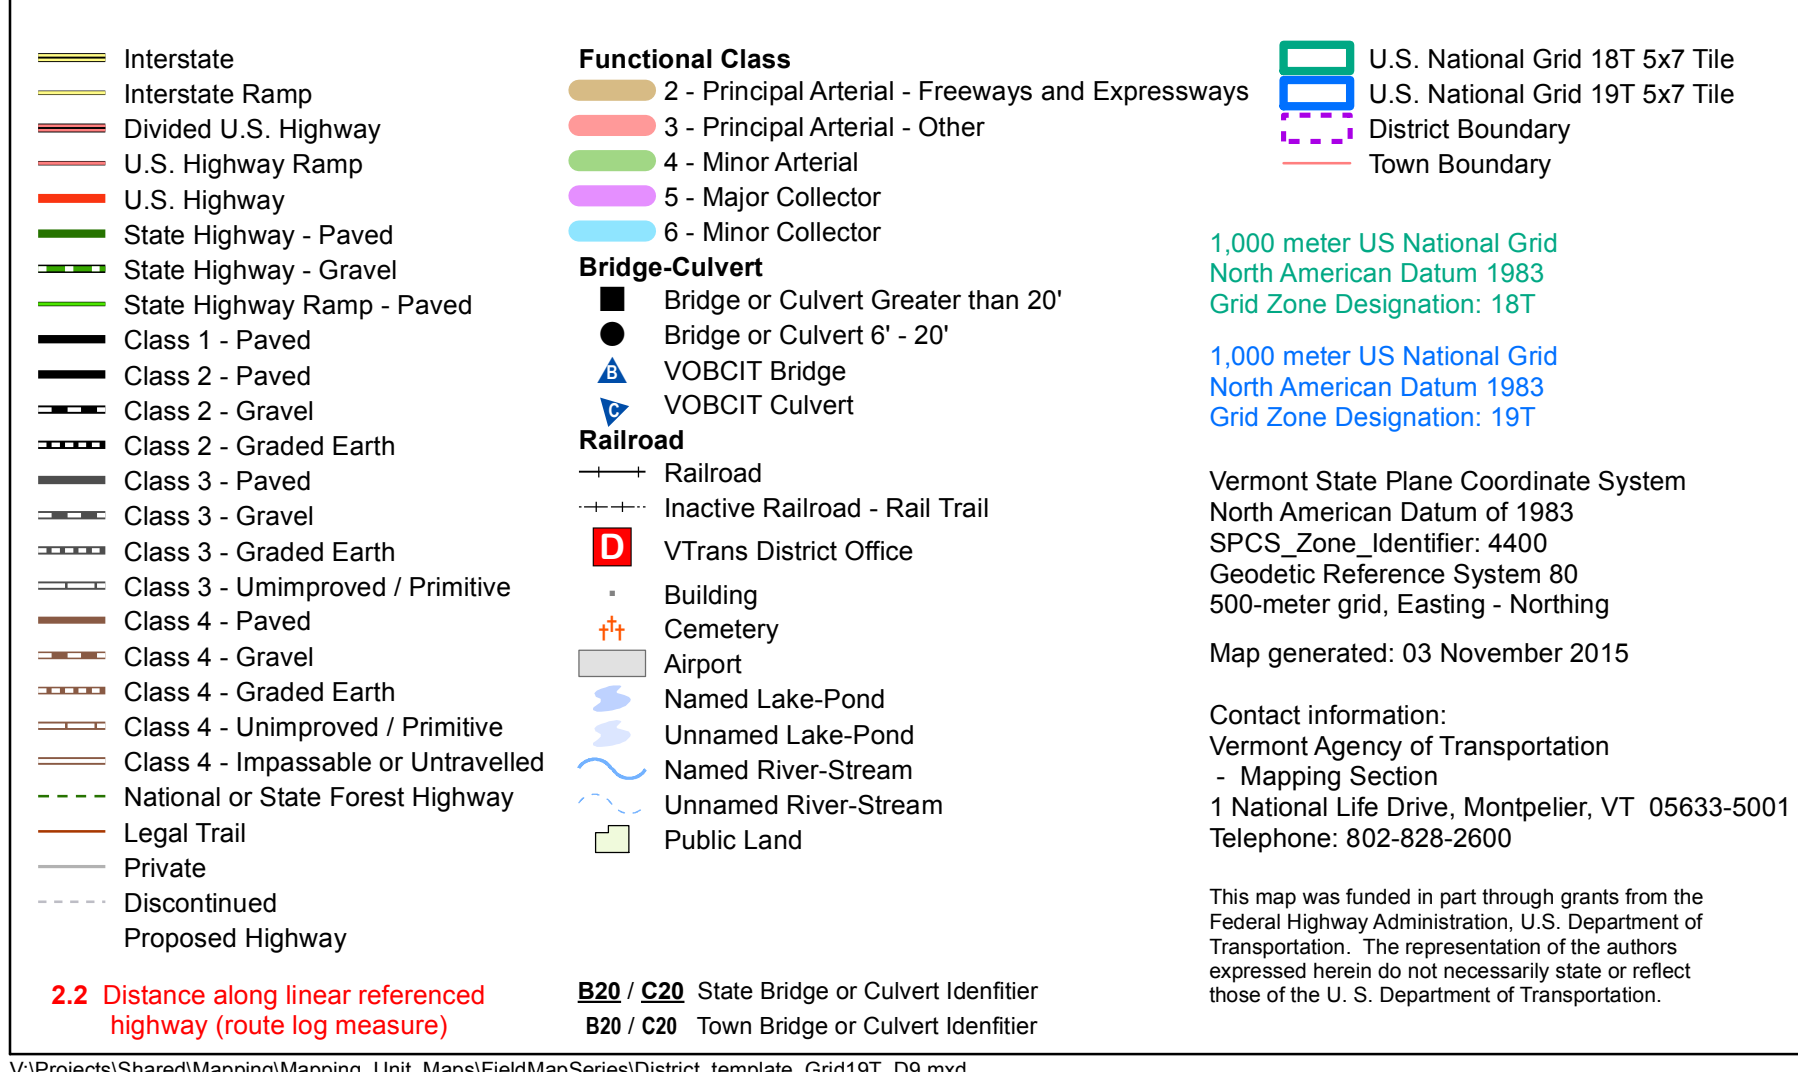 Interstate
Interstate Ramp
Divided U.S. Highway
U.S. Highway Ramp
U.S. Highway
State Highway - Paved
State Highway - Gravel
State Highway Ramp - Paved
Class 1 - Paved
Class 2 - Paved
Class 2 - Gravel
Class 2 - Graded Earth
Class 3 - Paved
Class 3 - Gravel
Class 3 - Graded Earth
Class 3 - Umimproved / Primitive
Class 4 - Paved
Class 4 - Gravel
Class 4 - Graded Earth
Class 4 - Unimproved / Primitive
Class 4 - Impassable or Untravelled
National or State Forest Highway
Legal Trail
Private
Discontinued
Proposed Highway
2.2 Distance along linear referenced
highway (route log measure)
Functional Class
2 - Principal Arterial - Freeways and Expressways
3 - Principal Arterial - Other
4 - Minor Arterial
5 - Major Collector
6 - Minor Collector
Bridge-Culvert
Bridge or Culvert Greater than 20'
Bridge or Culvert 6' - 20'
B VOBCIT Bridge
C VOBCIT Culvert
Railroad
Railroad
Inactive Railroad - Rail Trail
D VTrans District Office
Building
Cemetery
Airport
Named Lake-Pond
Unnamed Lake-Pond
Named River-Stream
Unnamed River-Stream
Public Land
B20 / C20 State Bridge or Culvert Idenfitier
B20 / C20 Town Bridge or Culvert Idenfitier
U.S. National Grid 18T 5x7 Tile
U.S. National Grid 19T 5x7 Tile
District Boundary
Town Boundary
1,000 meter US National Grid
North American Datum 1983
Grid Zone Designation: 18T
1,000 meter US National Grid
North American Datum 1983
Grid Zone Designation: 19T
Vermont State Plane Coordinate System
North American Datum of 1983
SPCS_Zone_Identifier: 4400
Geodetic Reference System 80
500-meter grid, Easting - Northing
Map generated: 03 November 2015
Contact information:
Vermont Agency of Transportation
- Mapping Section
1 National Life Drive, Montpelier, VT 05633-5001
Telephone: 802-828-2600
This map was funded in part through grants from the
Federal Highway Administration, U.S. Department of
Transportation. The representation of the authors
expressed herein do not necessarily state or reflect
those of the U. S. Department of Transportation.
V:\Projects\Shared\Mapping\Mapping_Unit_Maps\FieldMapSeries\District_template_Grid19T_D9.mxd